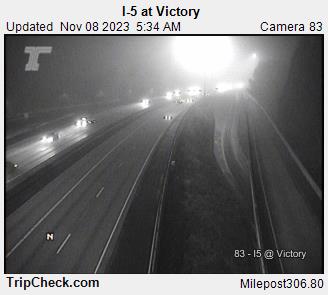 I-5 at Victory
Updated Nov 08 2023 5:34 AM Camera 83
N
83 - I5 @ Victory
TripCheck.com Milepost306.80